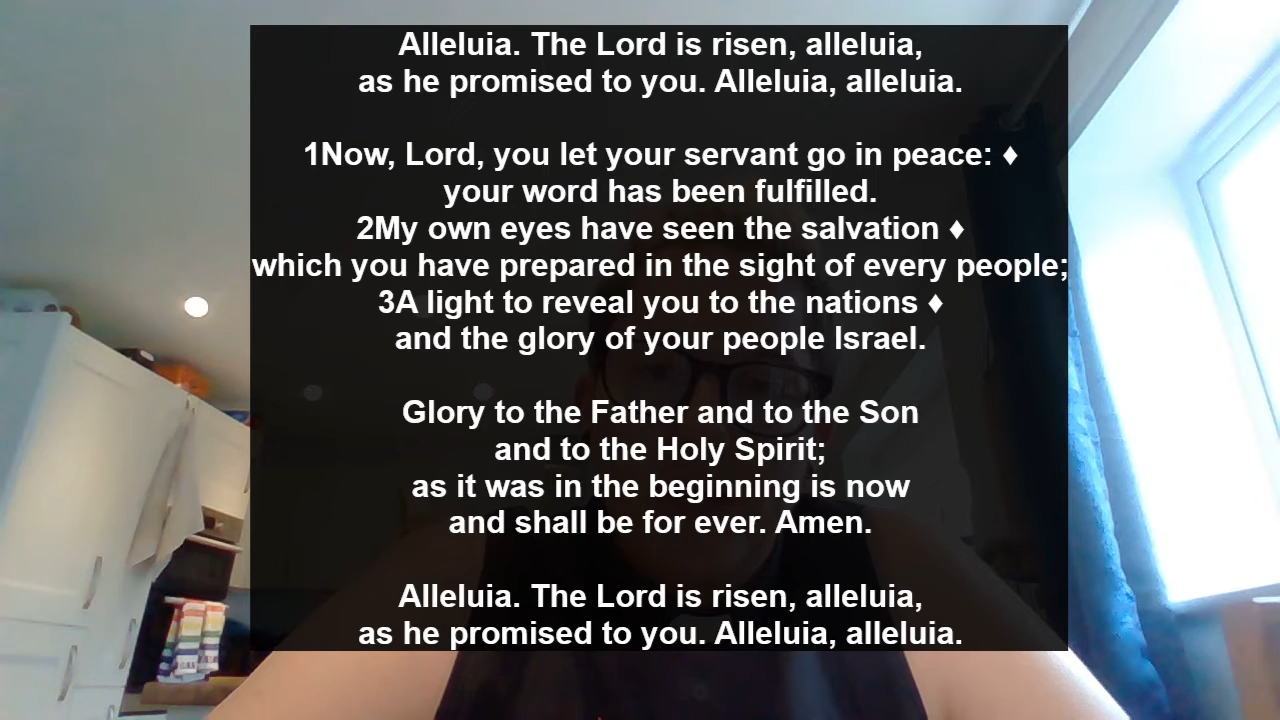 Alleluia. The Lord is risen, alleluia,
as he promised to you. Alleluia, alleluia.
1Now, Lord, you let your servant go in peace: ♦
your word has been fulfilled.
2My own eyes have seen the salvation ♦
which you have prepared in the sight of every people;
3A light to reveal you to the nations ♦
and the glory of your people Israel.
Glory to the Father and to the Son
and to the Holy Spirit;
as it was in the beginning is now
and shall be for ever. Amen.
Alleluia. The Lord is risen, alleluia,
as he promised to you. Alleluia, alleluia.